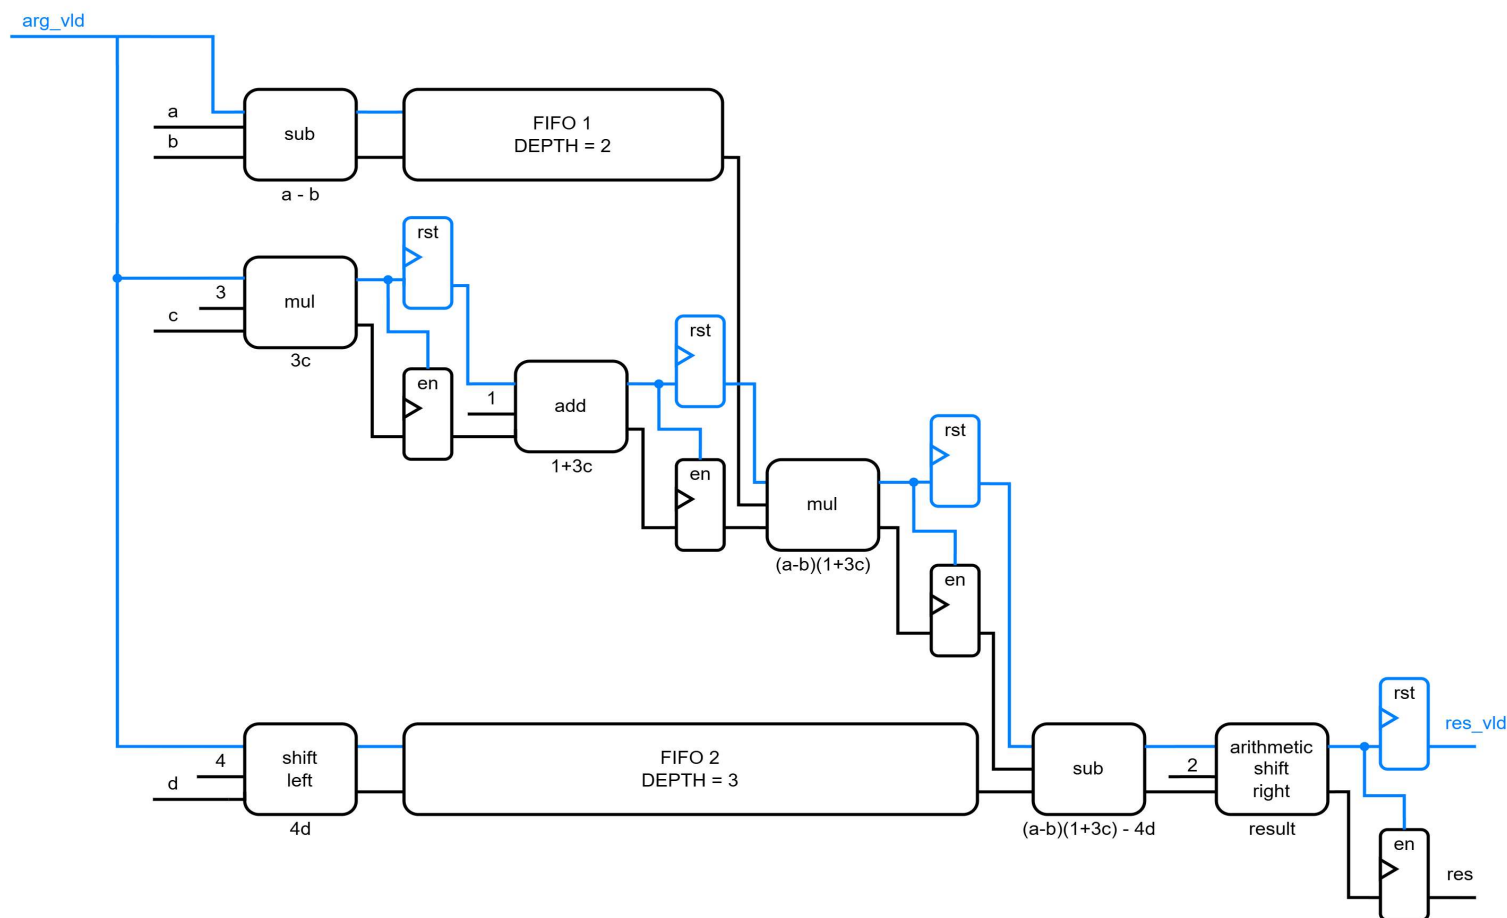 arg_vld
a
b
sub
a - b
FIFO 1
DEPTH = 2
rst
3
c
mul
3c
en
rst
1
add
1+3c
en
rst
mul
(a-b)(1+3c)
en
4
d
shift
left
4d
FIFO 2
DEPTH = 3
sub
(a-b)(1+3c) - 4d
2
arithmetic
shift
right
result
rst
res_vld
en
res